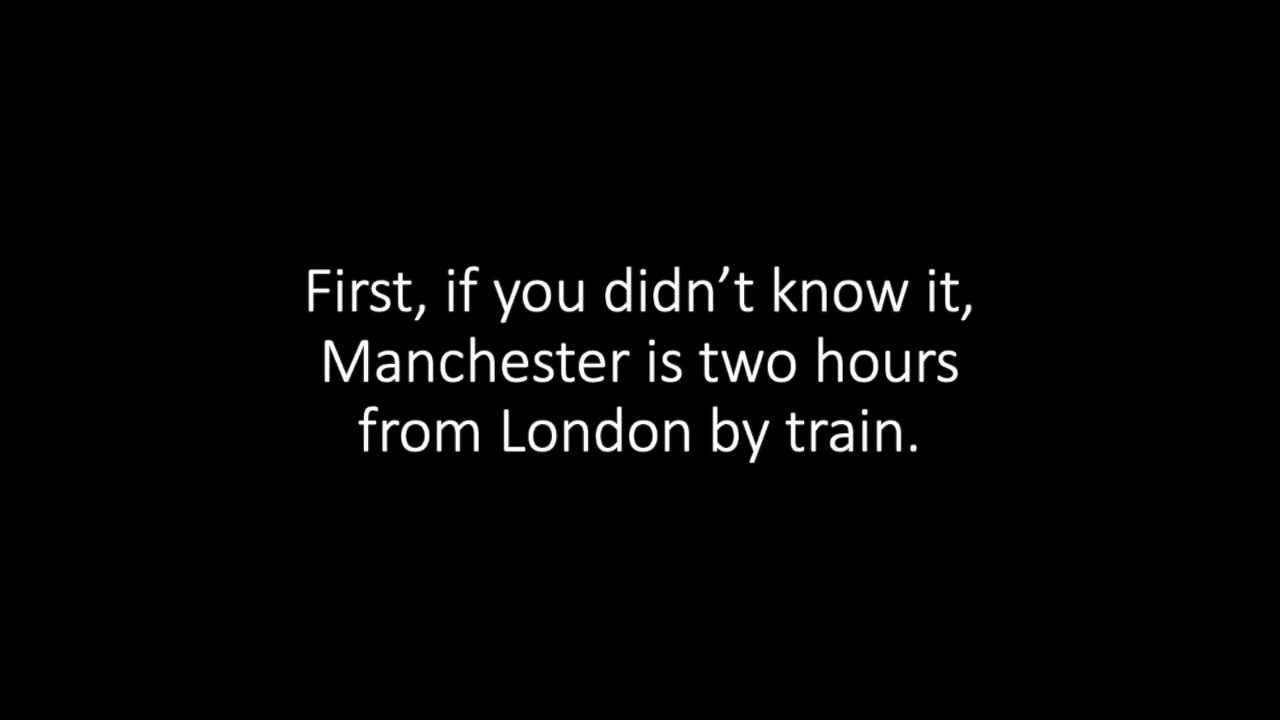 First, if you didn’t know it,
Manchester is two hours
from London by train.